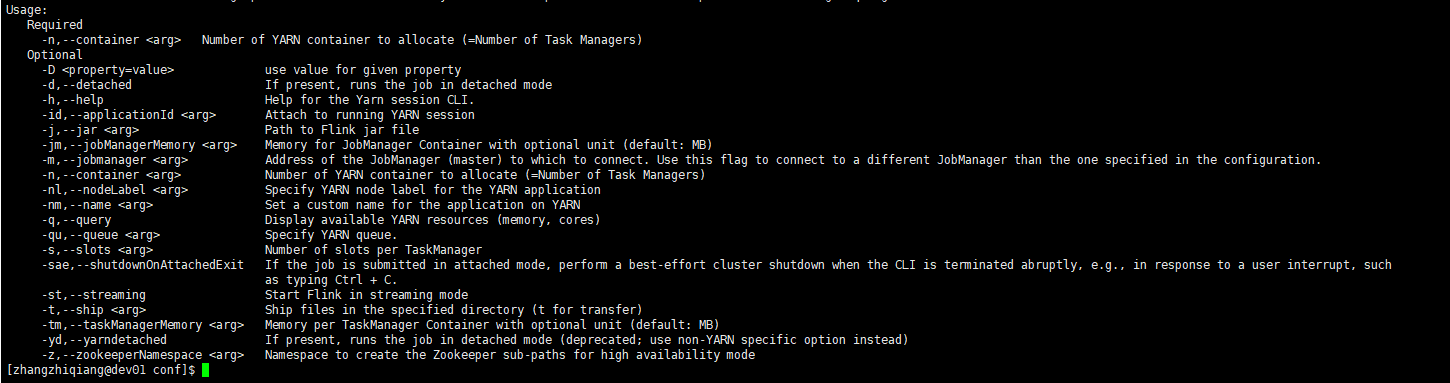 Usage:
   Required
     -n,--container <arg>   Number of YARN container to allocate (=Number of Task Managers)
   Optional
     -D <property=value>             use value for given property
     -d,--detached                   If present, runs the job in detached mode
     -h,--help                       Help for the Yarn session CLI.
     -id,--applicationId <arg>       Attach to running YARN session
     -j,--jar <arg>                  Path to Flink jar file
     -jm,--jobManagerMemory <arg>    Memory for JobManager Container with optional unit (default: MB)
     -m,--jobmanager <arg>           Address of the JobManager (master) to which to connect. Use this flag to connect to a different JobManager than the one specified in the configuration.
     -n,--container <arg>            Number of YARN container to allocate (=Number of Task Managers)
     -nl,--nodeLabel <arg>           Specify YARN node label for the YARN application
     -nm,--name <arg>                Set a custom name for the application on YARN
     -q,--query                      Display available YARN resources (memory, cores)
     -qu,--queue <arg>               Specify YARN queue.
     -s,--slots <arg>                Number of slots per TaskManager
     -sae,--shutdownOnAttachedExit   If the job is submitted in attached mode, perform a best-effort cluster shutdown when the CLI is terminated abruptly, e.g., in response to a user interrupt, such
                                     as typing Ctrl + C.
     -st,--streaming                 Start Flink in streaming mode
     -t,--ship <arg>                 Ship files in the specified directory (t for transfer)
     -tm,--taskManagerMemory <arg>   Memory per TaskManager Container with optional unit (default: MB)
     -yd,--yarndetached              If present, runs the job in detached mode (deprecated; use non-YARN specific option instead)
     -z,--zookeeperNamespace <arg>   Namespace to create the Zookeeper sub-paths for high availability mode
[zhangzhiqiang@dev01 conf]$